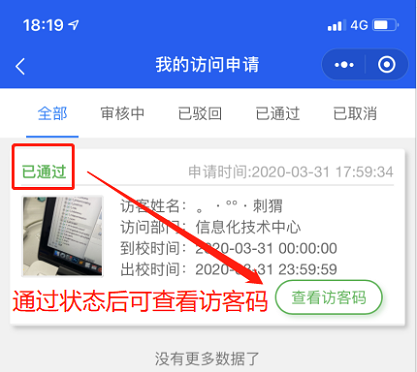 18:19
4G
我的访问申请
全部 审核中 已驳回 已通过 已取消
已通过 申请时间:2020-03-31 17:59:34
访客姓名：。·°°·刺猬
访问部门：信息化技术中心
到校时间：2020-03-31 00:00:00
出校时间：2020-03-31 23:59:59
通过状态后可查看访客码 查看访客码
没有更多数据了